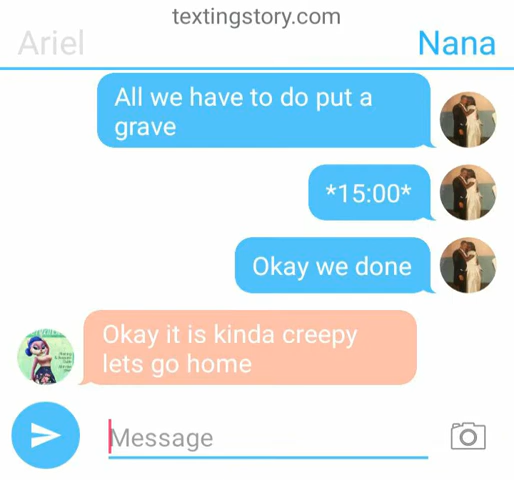 textingstory.com
Ariel
Nana
All we have to do put a
grave
*15:00*
Okay we done
Okay it is kinda creepy
lets go home
Message